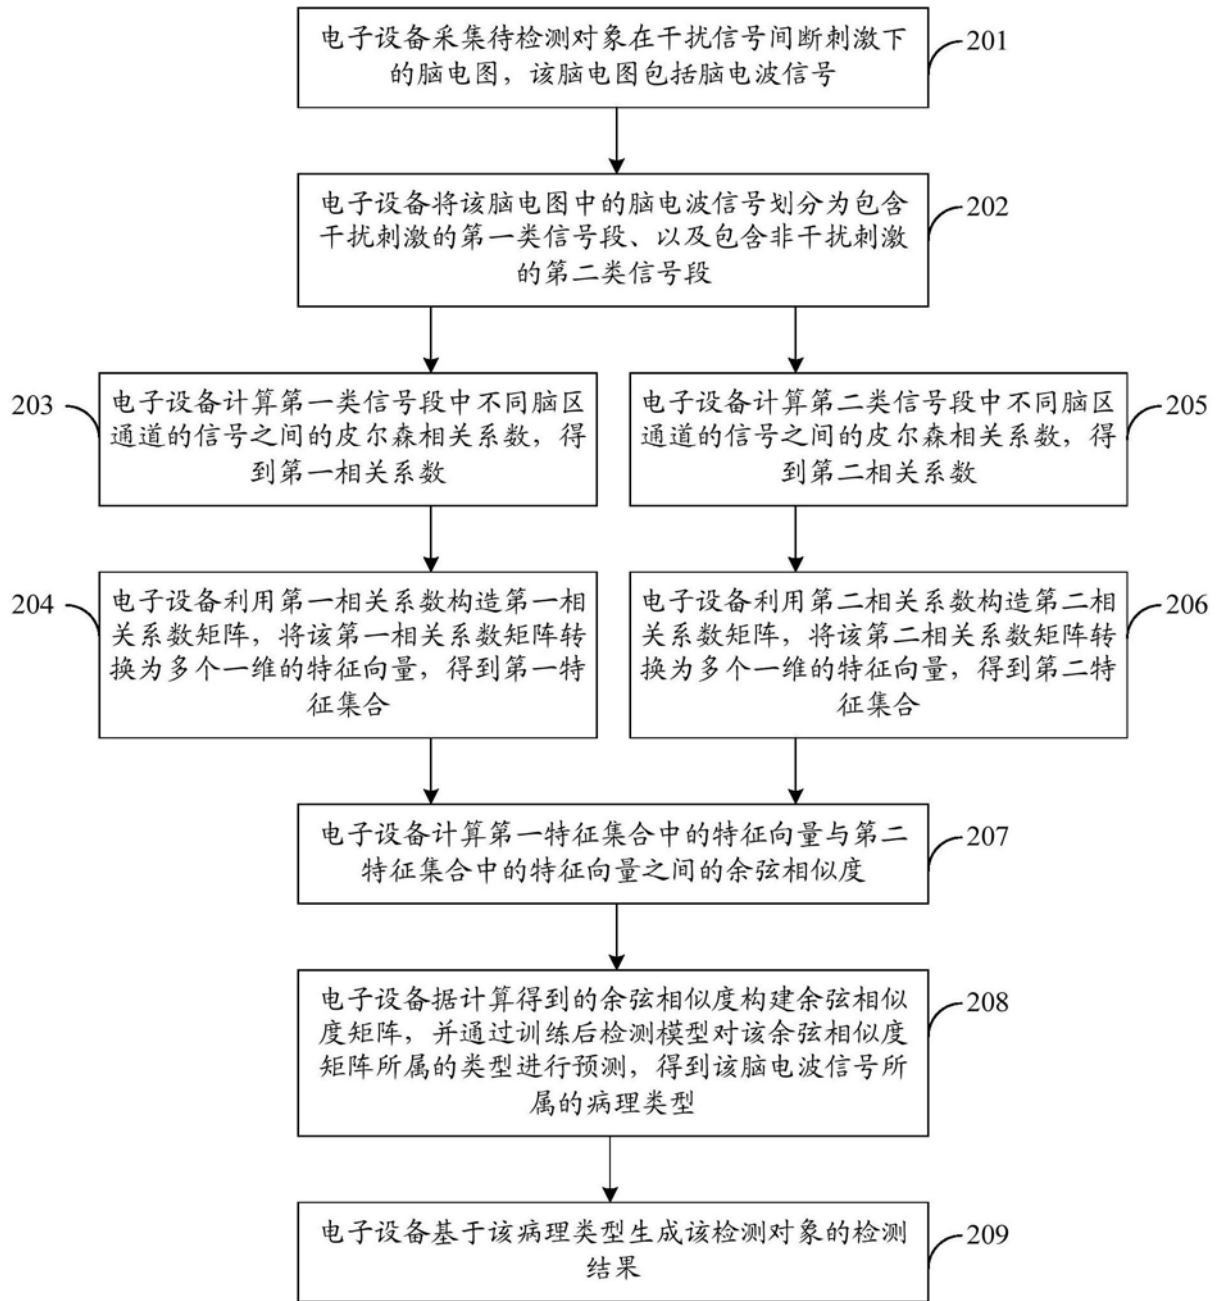 电子设备采集待检测对象在干扰信号间断刺激下
的脑电图，该脑电图包括脑电波信号
201
电子设备将该脑电图中的脑电波信号划分为包含
干扰刺激的第一类信号段、以及包含非干扰刺激
的第二类信号段
202
203
电子设备计算第一类信号段中不同脑区
通道的信号之间的皮尔森相关系数，得
到第一相关系数
电子设备计算第二类信号段中不同脑区
通道的信号之间的皮尔森相关系数，得
到第二相关系数
205
204
电子设备利用第一相关系数构造第一相
关系数矩阵，将该第一相关系数矩阵转
换为多个一维的特征向量，得到第一特
征集合
电子设备利用第二相关系数构造第二相
关系数矩阵，将该第二相关系数矩阵转
换为多个一维的特征向量，得到第二特
征集合
206
电子设备计算第一特征集合中的特征向量与第二
特征集合中的特征向量之间的余弦相似度
207
电子设备据计算得到的余弦相似度构建余弦相似
度矩阵，并通过训练后检测模型对该余弦相似度
矩阵所属的类型进行预测，得到该脑电波信号所
属的病理类型
208
电子设备基于该病理类型生成该检测对象的检测
结果
209